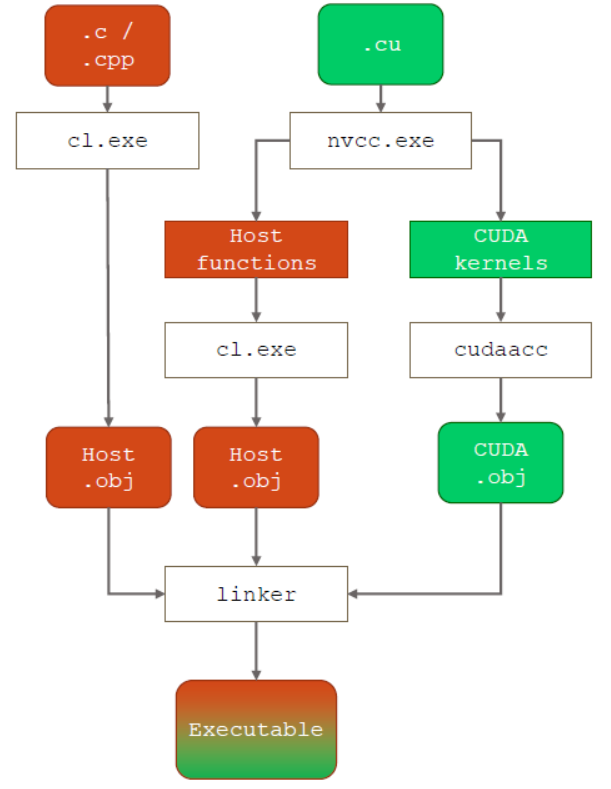 .c /
.cpp
.cu
cl.exe
nvcc.exe
Host
functions
CUDA
kernels
cl.exe
cudaacc
Host
.obj
Host
.obj
CUDA
.obj
linker
Executable